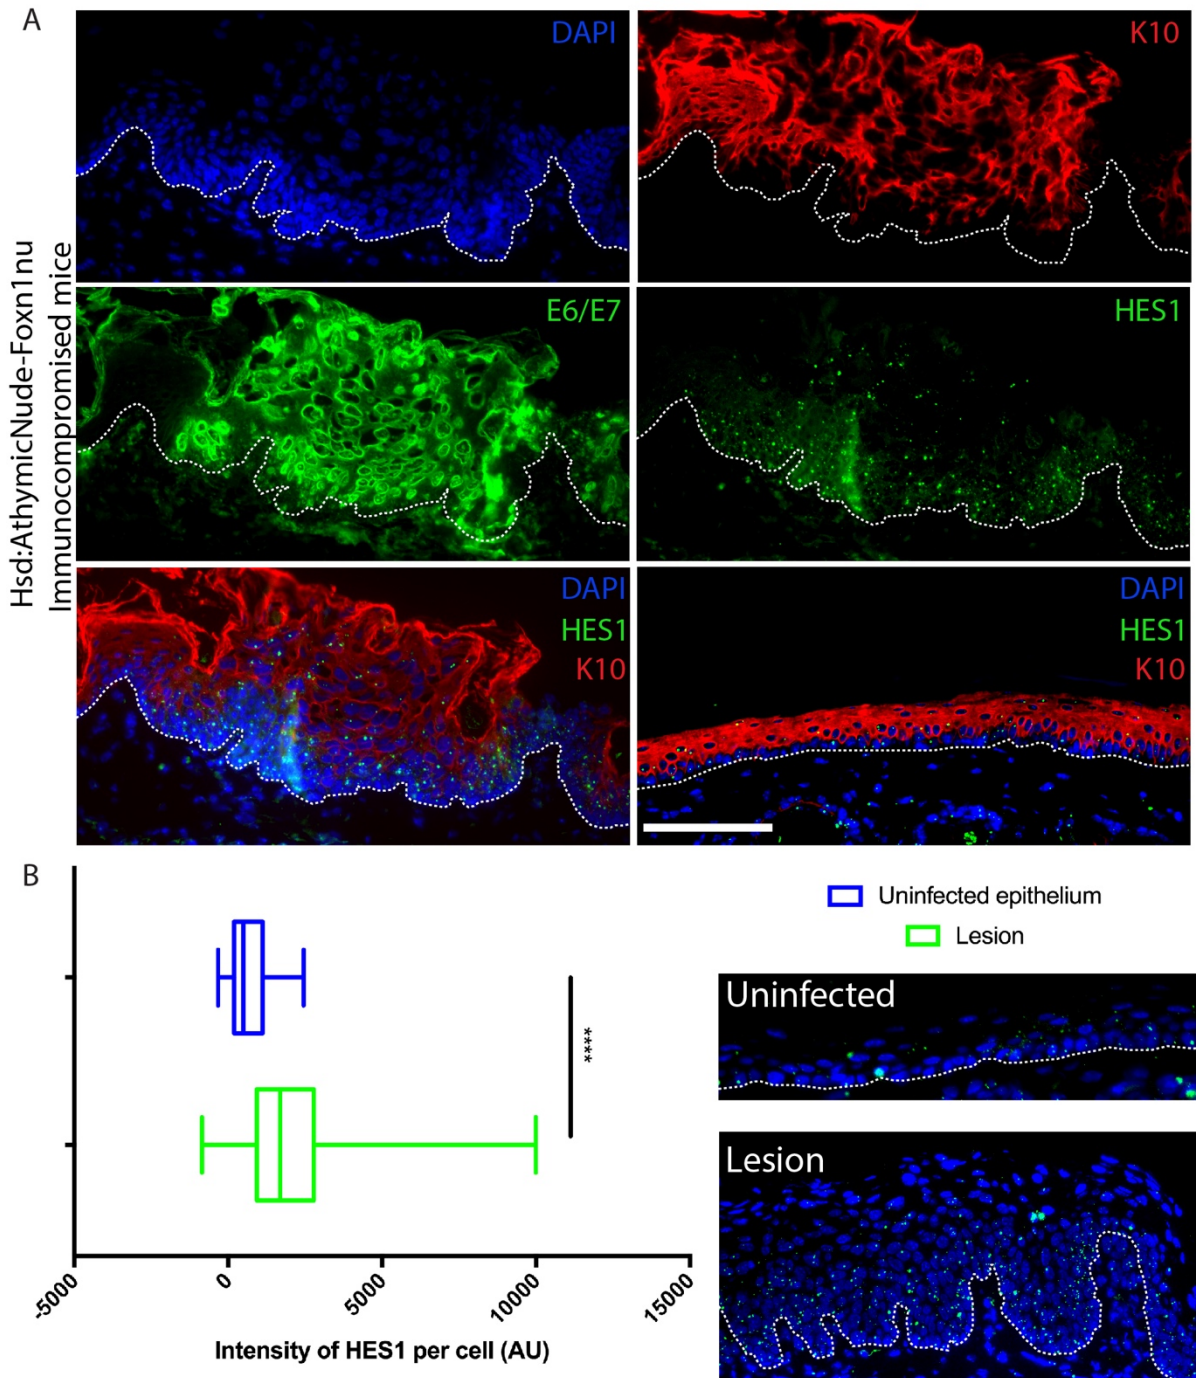 A
Hsd:AthymicNude-Foxn1nu
Immunocompromised mice
DAPI
K10
E6/E7
HES1
DAPI
HES1
K10
DAPI
HES1
K10
B
Uninfected epithelium
Lesion
****
-5000
0
5000
10000
15000
Intensity of HES1 per cell (AU)
Uninfected
Lesion